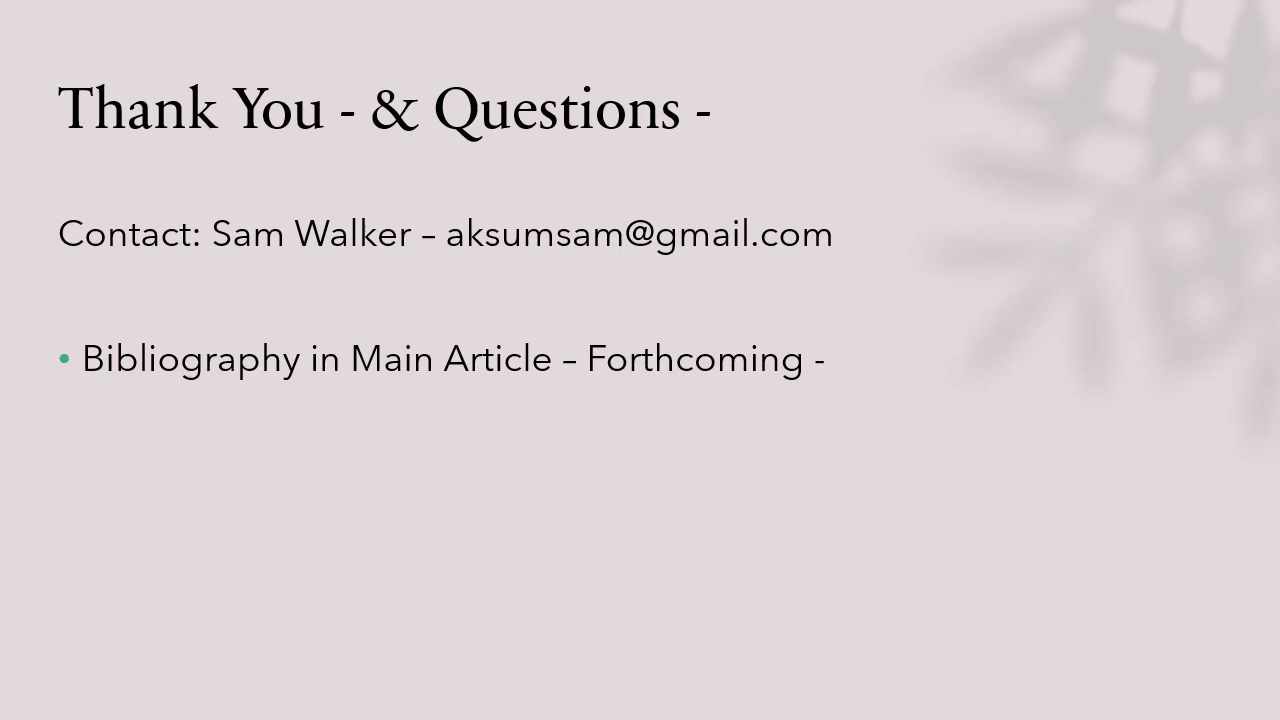 Thank You - & Questions -
Contact: Sam Walker – aksumsam@gmail.com
• Bibliography in Main Article – Forthcoming -